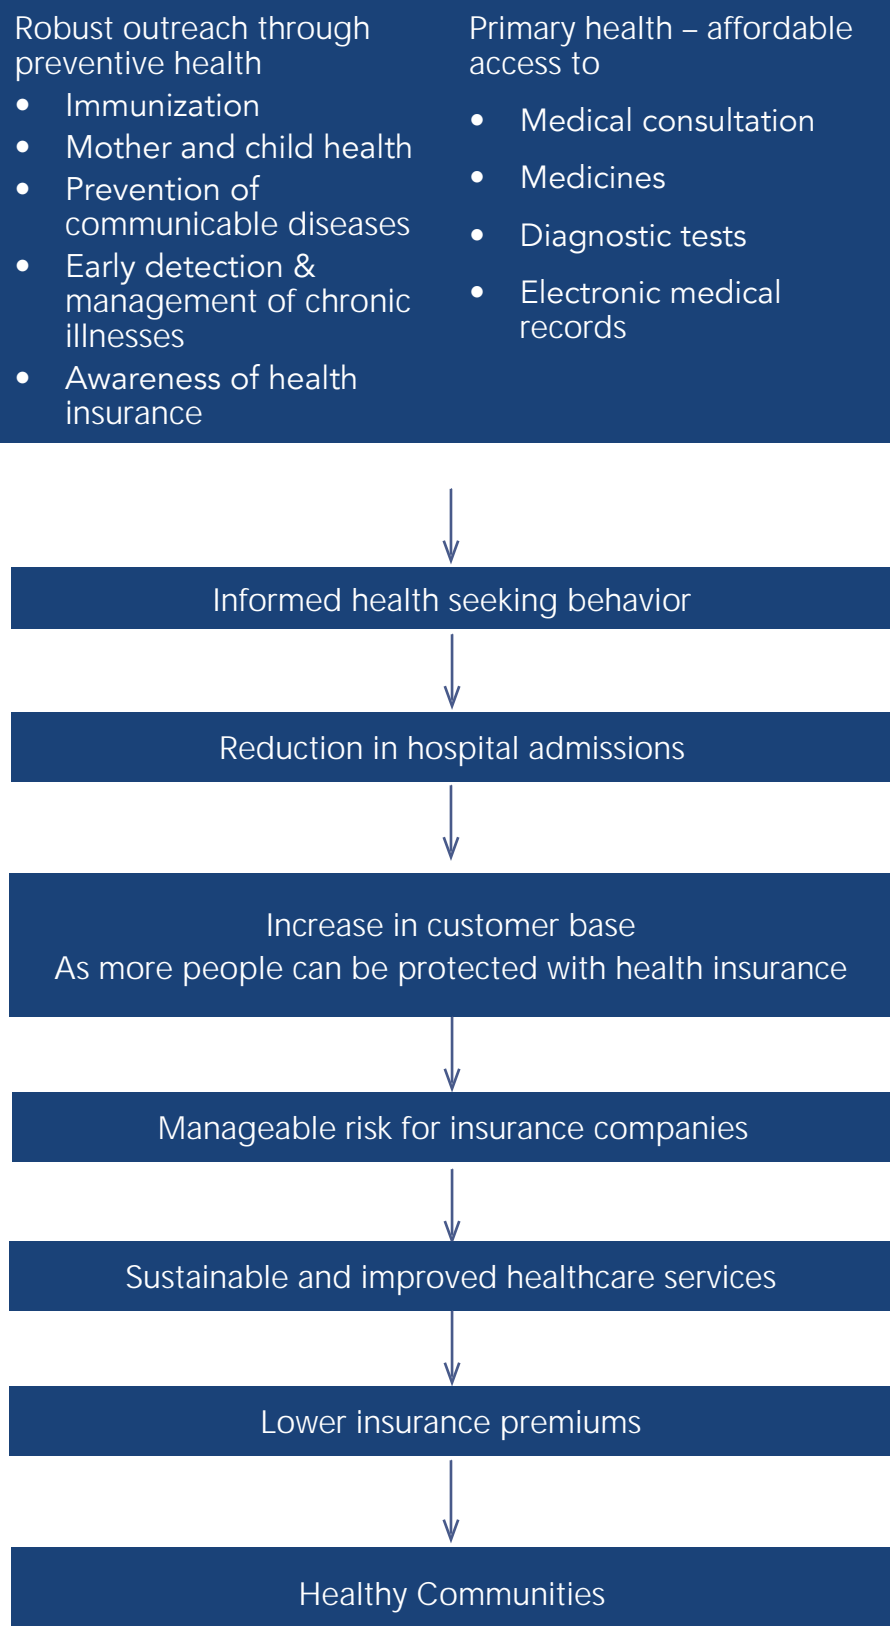 Robust outreach through
preventive health
• Immunization
• Mother and child health
• Prevention of
communicable diseases
• Early detection &
management of chronic
illnesses
• Awareness of health
insurance
Primary health – affordable
access to
• Medical consultation
• Medicines
• Diagnostic tests
• Electronic medical
records
Informed health seeking behavior
Reduction in hospital admissions
Increase in customer base
As more people can be protected with health insurance
Manageable risk for insurance companies
Sustainable and improved healthcare services
Lower insurance premiums
Healthy Communities